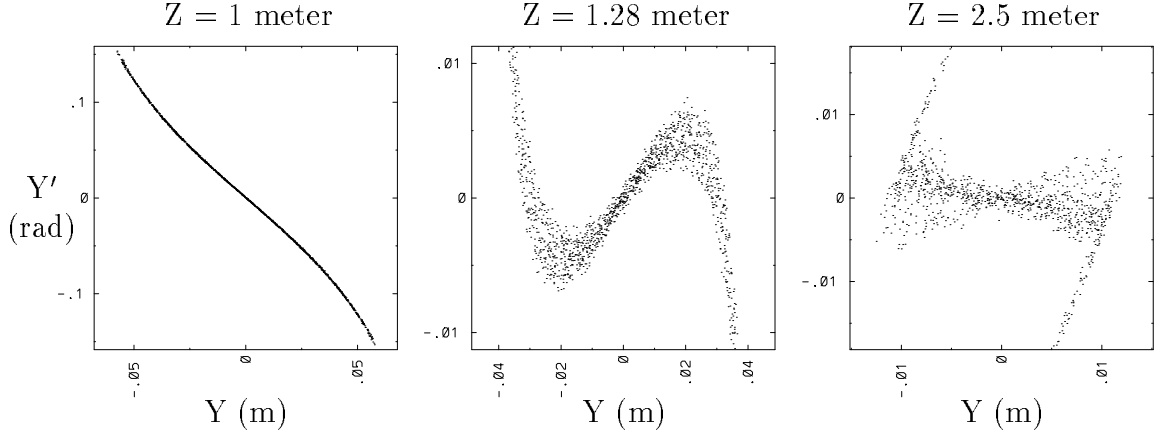 Z = 1 meter
Z = 1.28 meter
Z = 2.5 meter
Y′
(rad)
.1
0
-.1
-.05
0
.05
Y (m)
.01
0
-.01
-.04
-.02
0
.02
.04
Y (m)
.01
0
-.01
-.01
0
.01
Y (m)